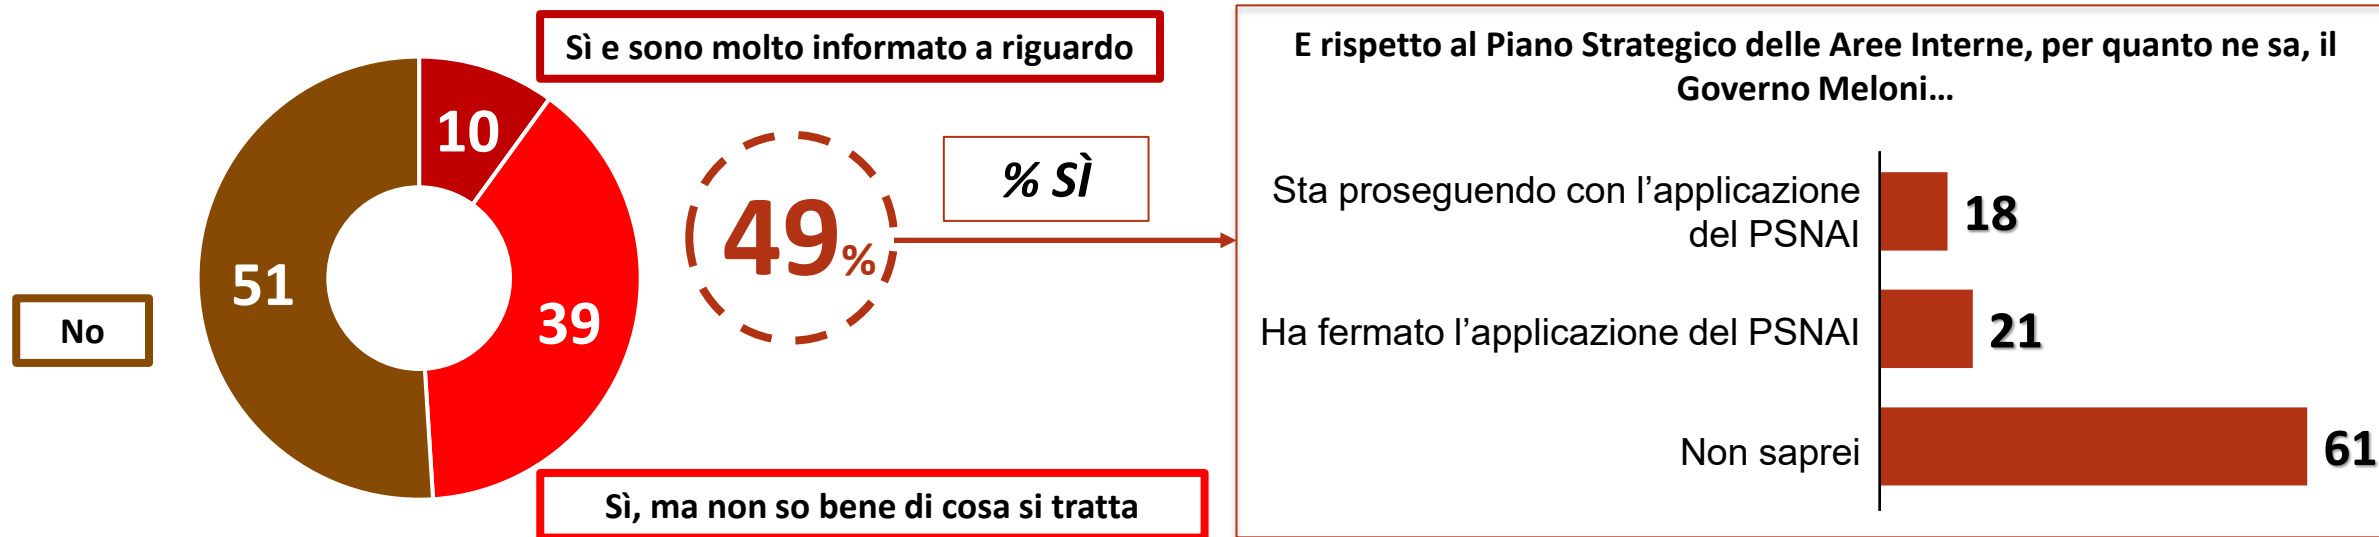 Sì e sono molto informato a riguardo
10
39
51
No
Sì, ma non so bene di cosa si tratta
49%
% SÌ
E rispetto al Piano Strategico delle Aree Interne, per quanto ne sa, il
Governo Meloni...
Sta proseguendo con l'applicazione
del PSNAI
18
Ha fermato l'applicazione del PSNAI
21
Non saprei
61